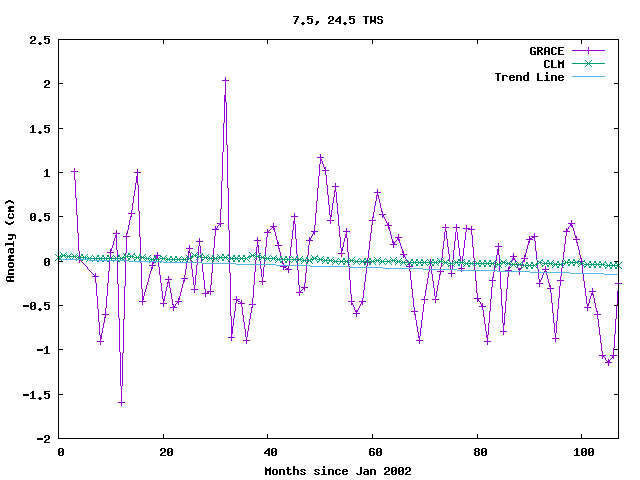 7.5, 24.5 TWS
GRACE
CLM
Trend Line
2.5
2
1.5
1
0.5
0
-0.5
-1
-1.5
-2
Anomaly (cm)
0 20 40 60 80 100
Months since Jan 2002